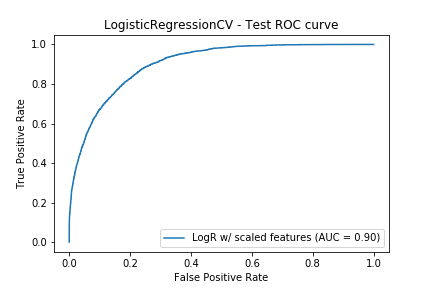 LogisticRegressionCV - Test ROC curve
1.0
0.8
0.6
0.4
0.2
0.0
True Positive Rate
LogR w/ scaled features (AUC = 0.90)
0.0 0.2 0.4 0.6 0.8 1.0
False Positive Rate